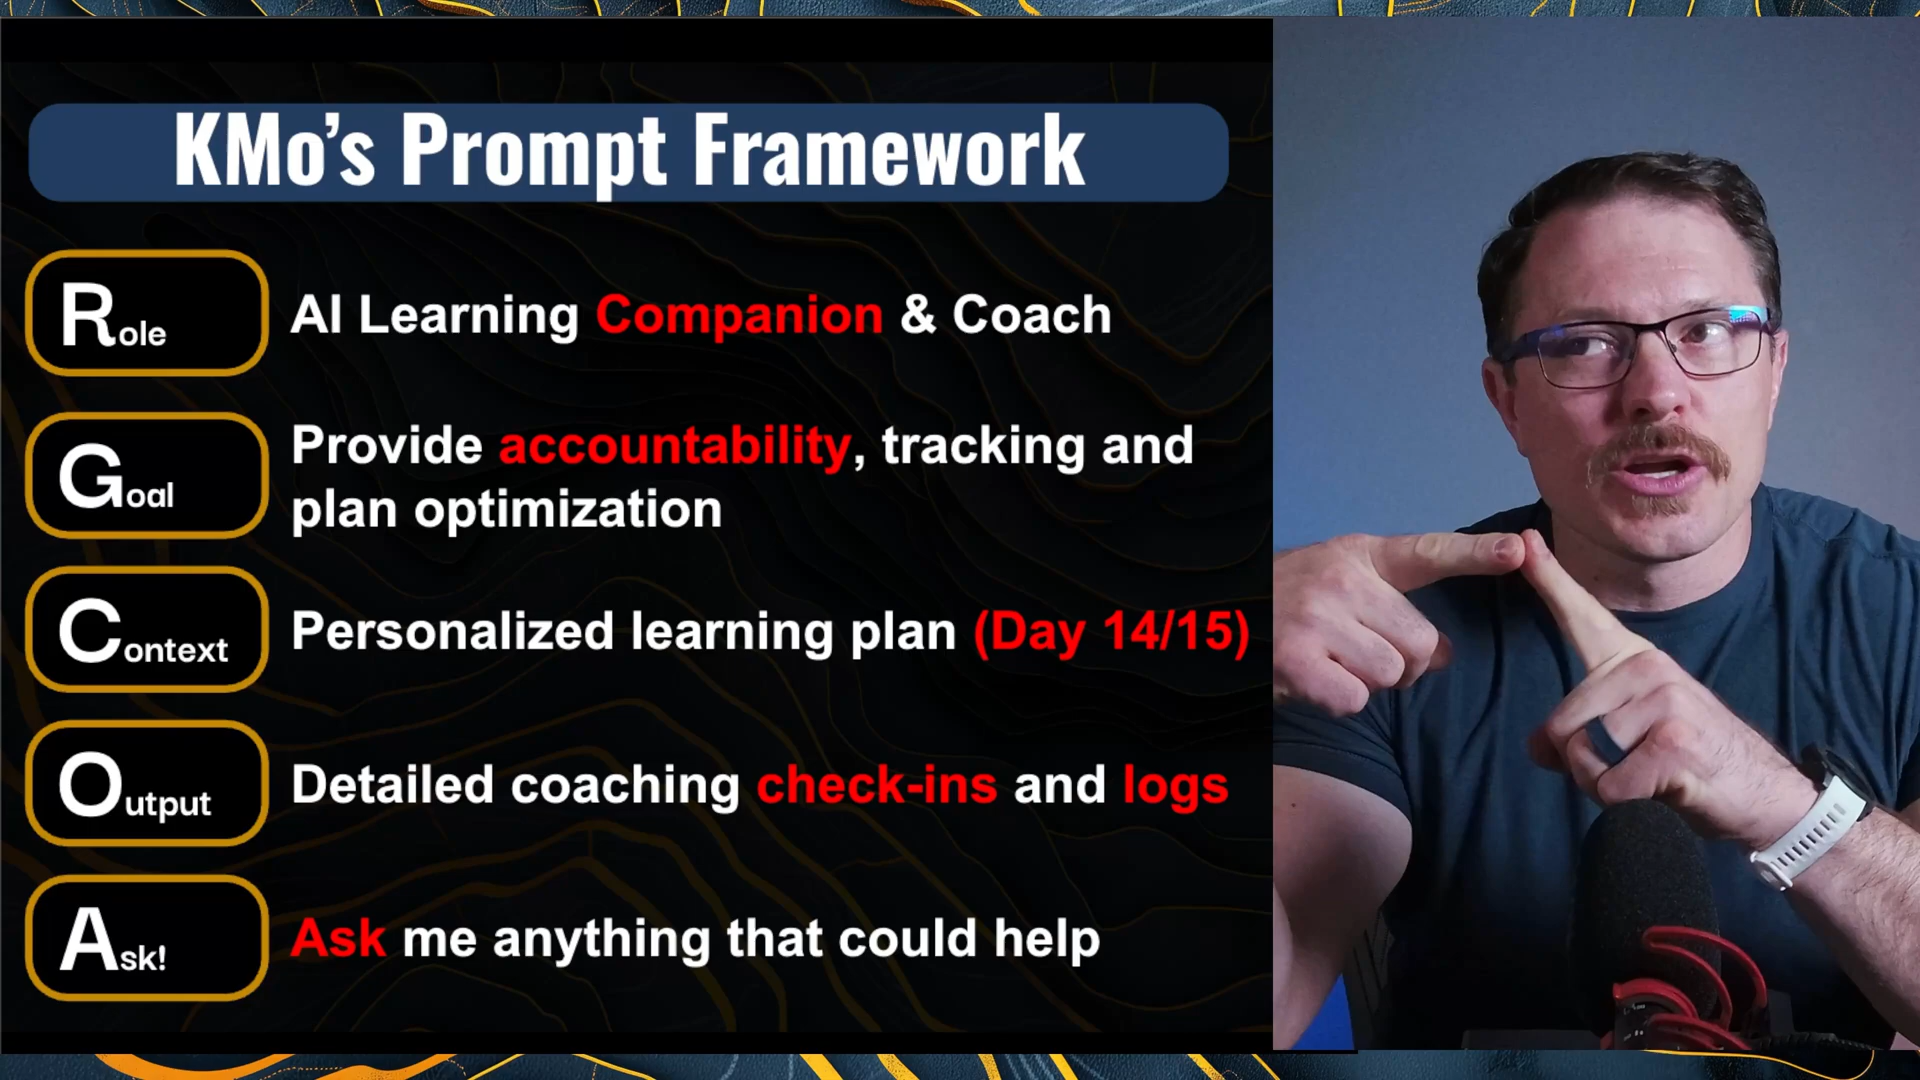 KMo's Prompt Framework
Role
AI Learning Companion & Coach
Goal
Provide accountability, tracking and
plan optimization
Context
Personalized learning plan (Day 14/15)
Output
Detailed coaching check-ins and logs
Ask!
Ask me anything that could help